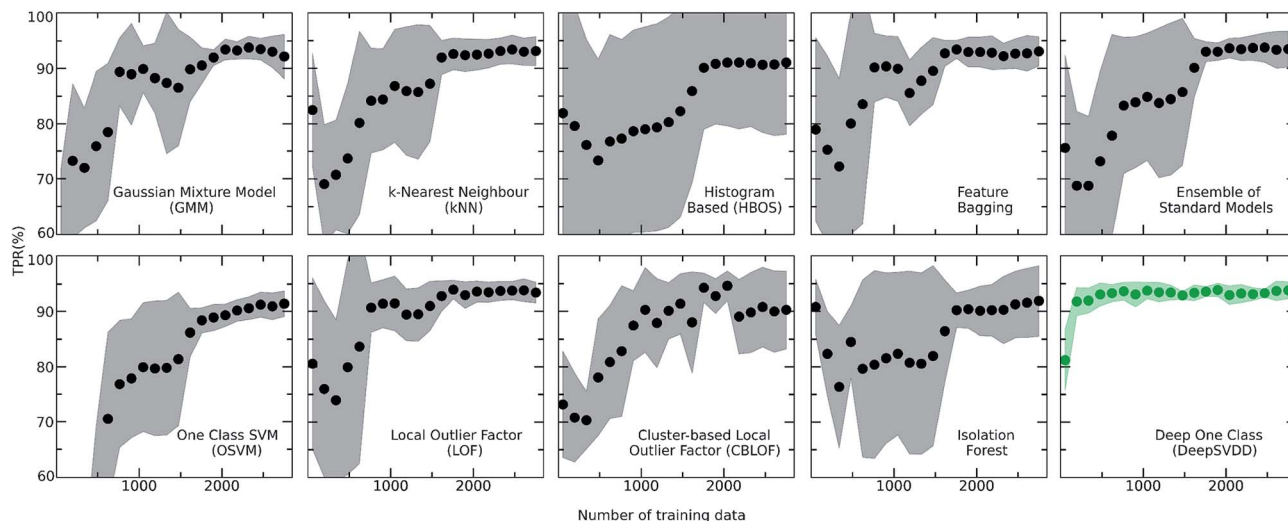 100
90
80
70
60
Gaussian Mixture Model
(GMM)
k-Nearest Neighbour
(kNN)
Histogram
Based (HBOS)
Feature
Bagging
Ensemble of
Standard Models
TPR(%)
100
90
80
70
60
One Class SVM
(OSVM)
Local Outlier Factor
(LOF)
Cluster-based Local
Outlier Factor (CBLOF)
Isolation
Forest
Deep One Class
(DeepSVDD)
1000 2000 1000 2000 1000 2000 1000 2000 1000 2000
Number of training data